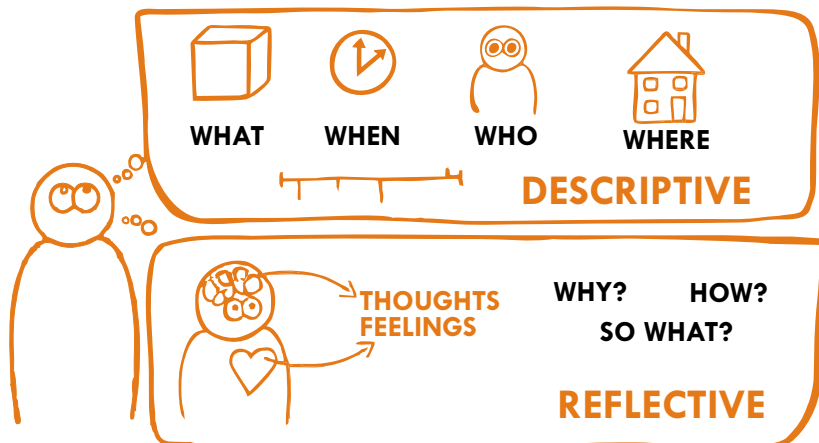 WHAT WHEN WHO WHERE
DESCRIPTIVE
THOUGHTS
FEELINGS
WHY? HOW?
SO WHAT?
REFLECTIVE